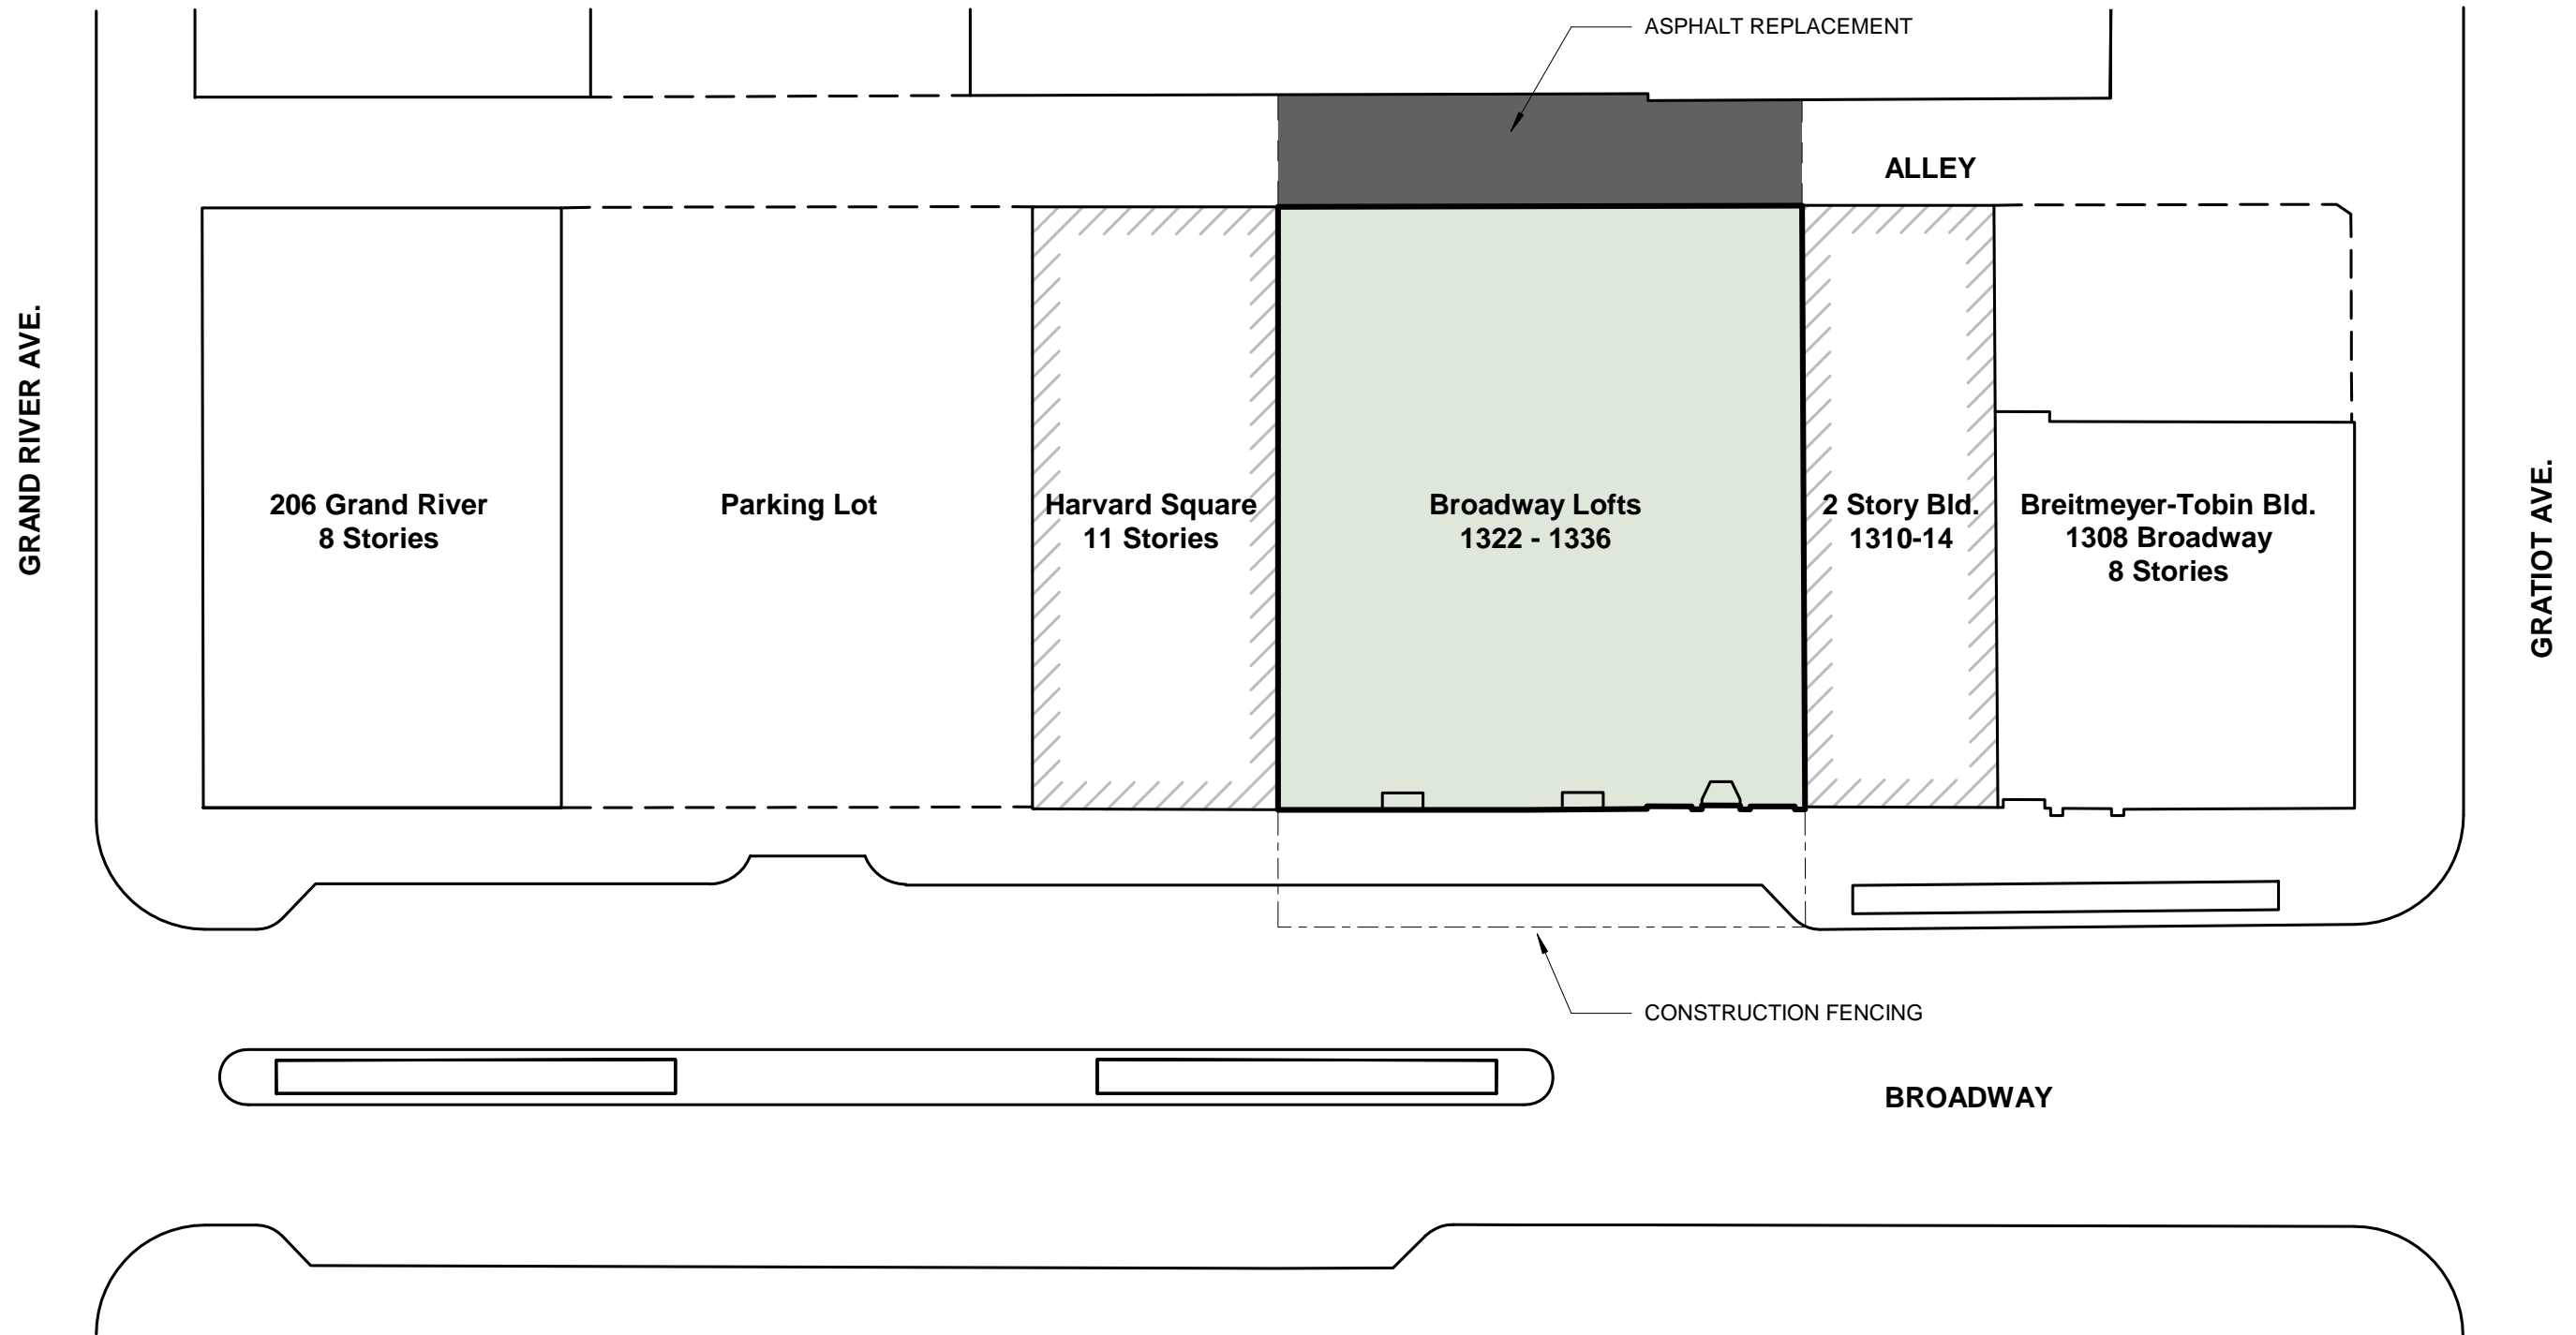 ASPHALT REPLACEMENT
ALLEY
GRAND RIVER AVE.
206 Grand River
8 Stories
Parking Lot
Harvard Square
11 Stories
Broadway Lofts
1322 - 1336
2 Story Bld.
1310-14
Breitmeyer-Tobin Bld.
1308 Broadway
8 Stories
GRATIOT AVE.
CONSTRUCTION FENCING
BROADWAY